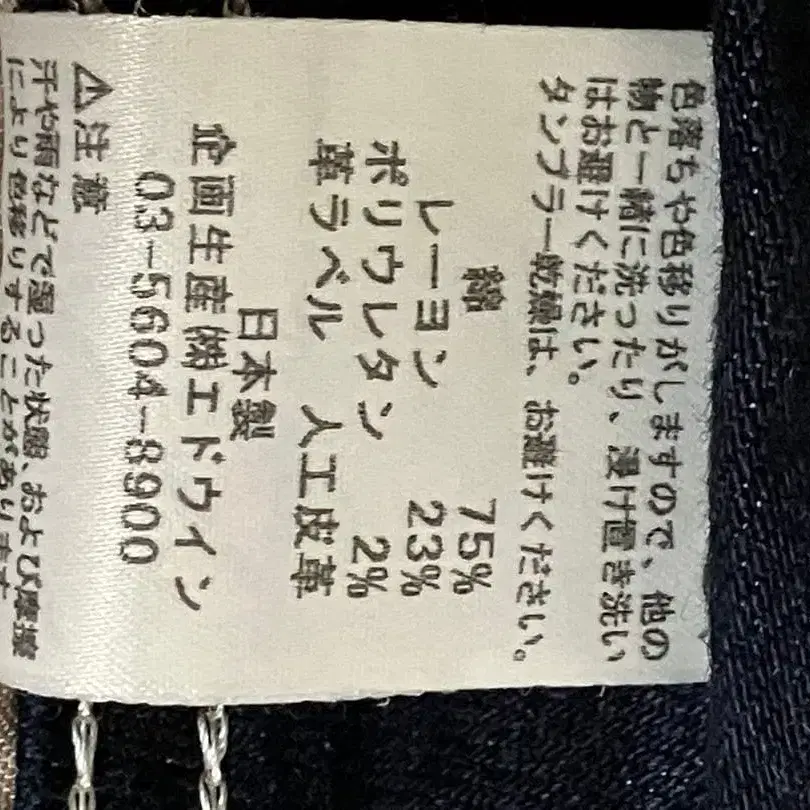 色落ちや色移りがしますので、他の
物と一緒に洗ったり、浸け置き洗い
はお避けください。
タンブラー乾燥は、お避けください。
綿 75%
レーヨン 23%
ポリウレタン 2%
革ラベル 人工皮革
日本製
企画生産㈱エドウイン
03-5604-8900
⚠注意
汗や雨などで湿った状態、および摩擦
により色移りすることがあります